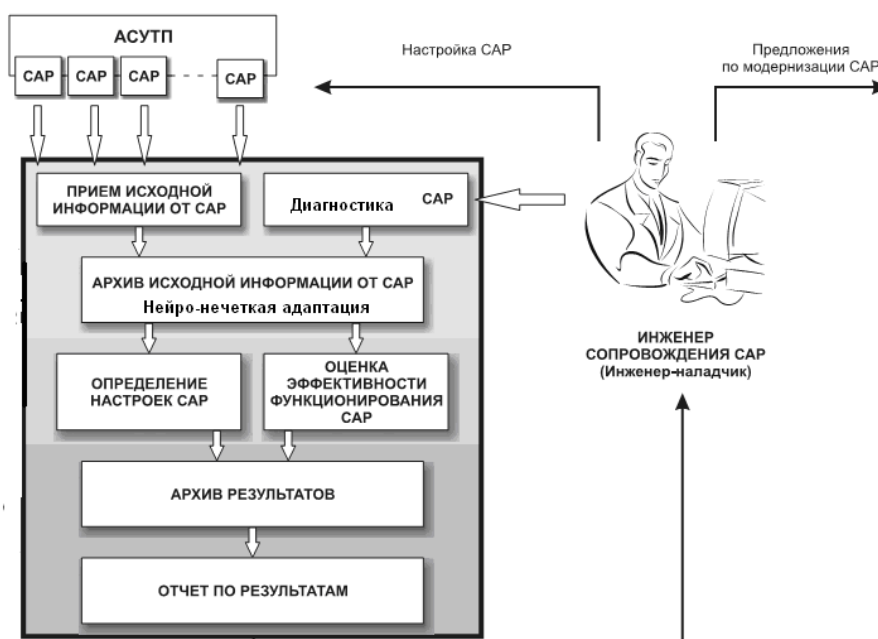 АСУТП
САР
САР
САР
САР
Настройка САР
Предложения
по модернизации САР
ПРИЕМ ИСХОДНОЙ
ИНФОРМАЦИИ ОТ САР
Диагностика САР
АРХИВ ИСХОДНОЙ ИНФОРМАЦИИ ОТ САР
Нейро-нечеткая адаптация
ОПРЕДЕЛЕНИЕ
НАСТРОЕК САР
ОЦЕНКА
ЭФФЕКТИВНОСТИ
ФУНКЦИОНИРОВАНИЯ
САР
ИНЖЕНЕР
СОПРОВОЖДЕНИЯ САР
(Инженер-наладчик)
АРХИВ РЕЗУЛЬТАТОВ
ОТЧЕТ ПО РЕЗУЛЬТАТАМ